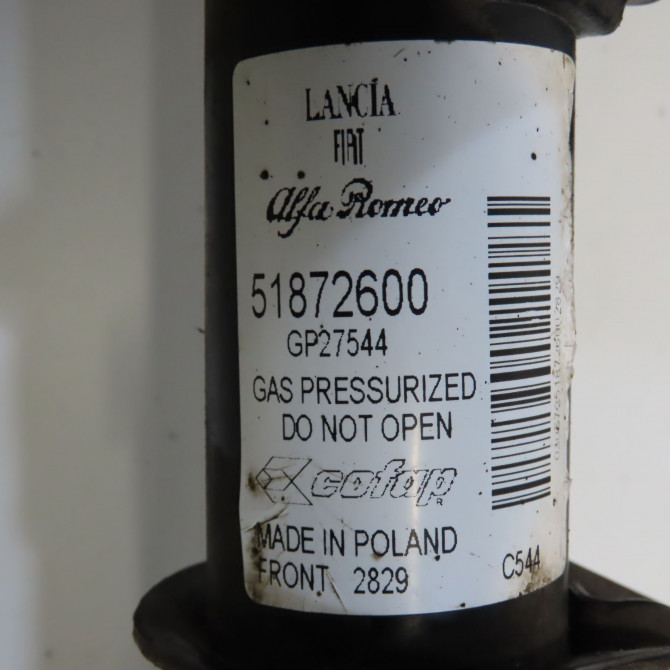 LANCIA
FIAT
Alfa Romeo
51872600
GP27544
GAS PRESSURIZED
DO NOT OPEN
cofap
R
MADE IN POLAND
FRONT 2829
C544